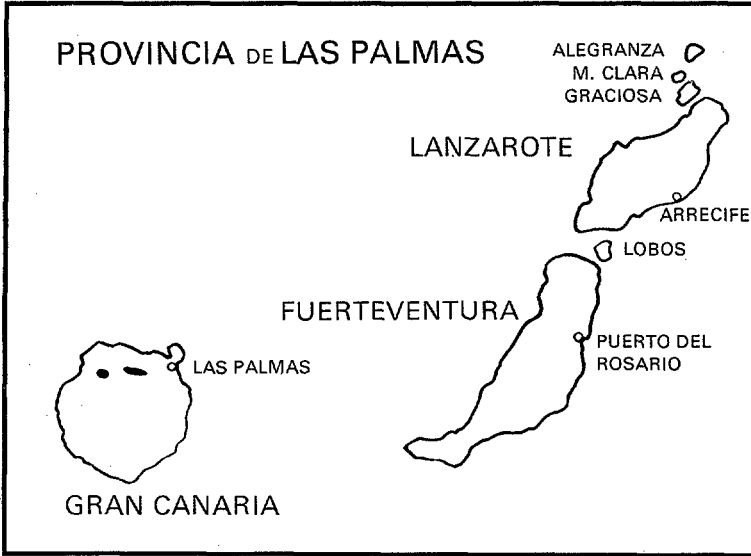 PROVINCIA DE LAS PALMAS
ALEGRANZA
M. CLARA
GRACIOSA
LANZAROTE
ARRECIFE
LOBOS
FUERTEVENTURA
PUERTO DEL
ROSARIO
LAS PALMAS
GRAN CANARIA